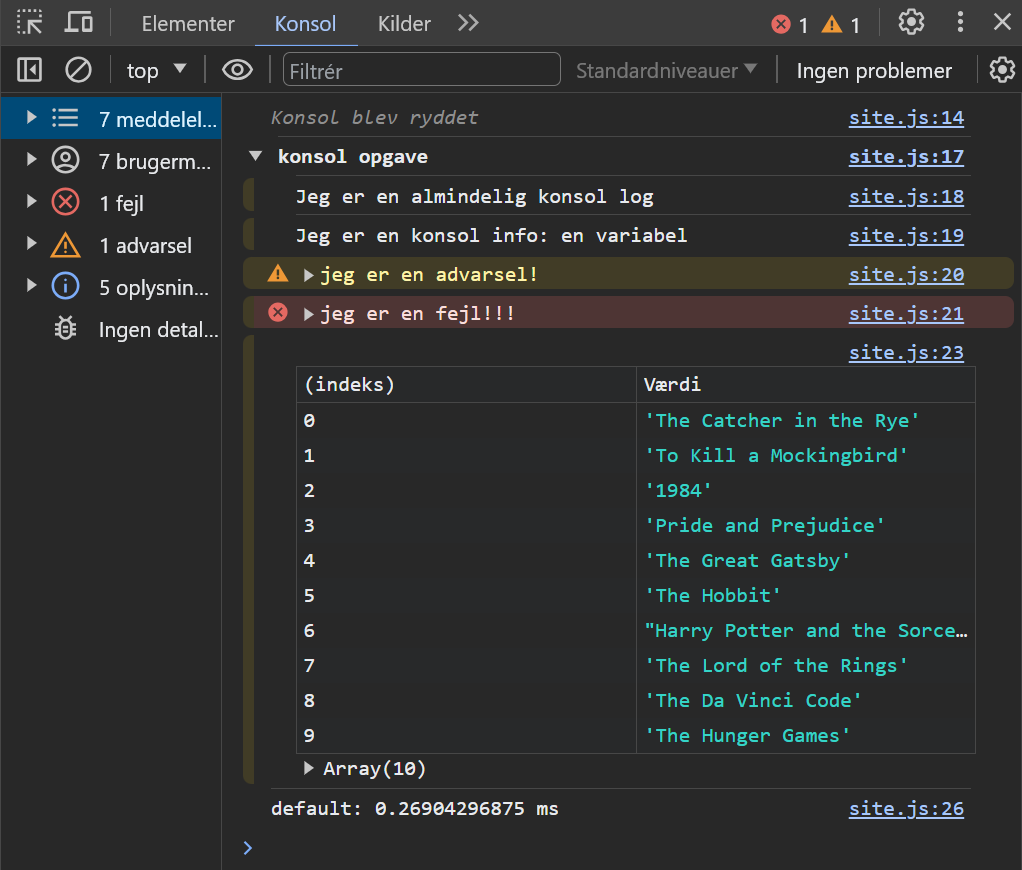 Elementer Konsol Kilder 1 1
top Filtrér Standardniveauer Ingen problemer
7 meddelel...
7 brugerm...
1 fejl
1 advarsel
5 oplysnin...
Ingen detal...
Konsol blev ryddet site.js:14
konsol opgave site.js:17
Jeg er en almindelig konsol log site.js:18
Jeg er en konsol info: en variabel site.js:19
jeg er en advarsel! site.js:20
jeg er en fejl!!! site.js:21
site.js:23
(indeks) Værdi
0 'The Catcher in the Rye'
1 'To Kill a Mockingbird'
2 '1984'
3 'Pride and Prejudice'
4 'The Great Gatsby'
5 'The Hobbit'
6 "Harry Potter and the Sorce…
7 'The Lord of the Rings'
8 'The Da Vinci Code'
9 'The Hunger Games'
Array(10)
default: 0.26904296875 ms site.js:26